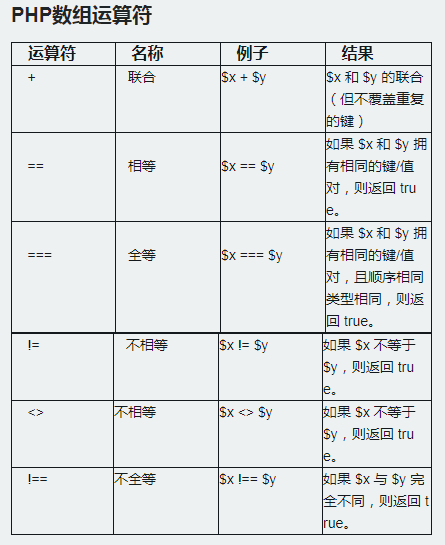 PHP数组运算符
运算符 名称 例子 结果
+ 联合 $x + $y $x 和 $y 的联合
（但不覆盖重复
的键）
== 相等 $x == $y 如果 $x 和 $y 拥
有相同的键/值
对，则返回 tru
e。
=== 全等 $x === $y 如果 $x 和 $y 拥
有相同的键/值
对，且顺序相同
类型相同，则返
回 true。
!= 不相等 $x != $y 如果 $x 不等于
$y，则返回 tru
e。
<> 不相等 $x <> $y 如果 $x 不等于
$y，则返回 tru
e。
!== 不全等 $x !== $y 如果 $x 与 $y 完
全不同，则返回 t
rue。